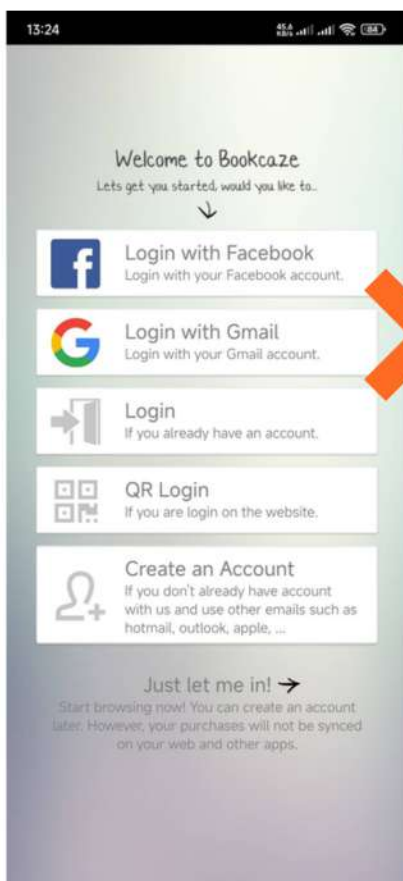 13:24
45.6
KB/s
84
Welcome to Bookcaze
Lets get you started, would you like to..
Login with Facebook
Login with your Facebook account.
Login with Gmail
Login with your Gmail account.
Login
If you already have an account.
QR Login
If you are login on the website.
Create an Account
If you don't already have account
with us and use other emails such as
hotmail, outlook, apple, ...
Just let me in!
Start browsing now! You can create an account
later. However, your purchases will not be synced
on your web and other apps.